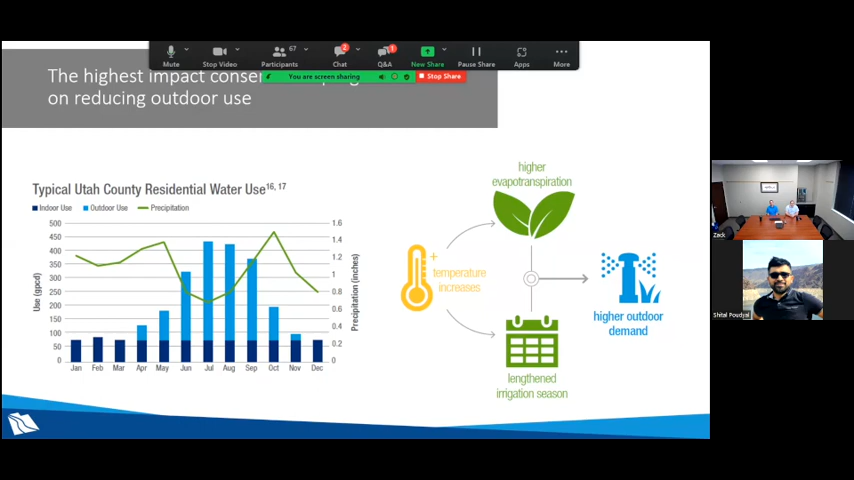 67
2
1
Mute
Stop Video
Participants
Chat
Q&A
New Share
Pause Share
Apps
More
You are screen sharing
Stop Share
The highest impact conser
on reducing outdoor use
Typical Utah County Residential Water Use16, 17
Indoor Use Outdoor Use Precipitation
Use (gpcd)
500
450
400
350
300
250
200
150
100
50
0
1.6
1.4
1.2
1
0.8
0.6
0.4
0.2
0
Precipitation (inches)
Jan Feb Mar Apr May Jun Jul Aug Sep Oct Nov Dec
higher
evapotranspiration
+
temperature
increases
higher outdoor
demand
lengthened
irrigation season
Zack
Shital Poudyal